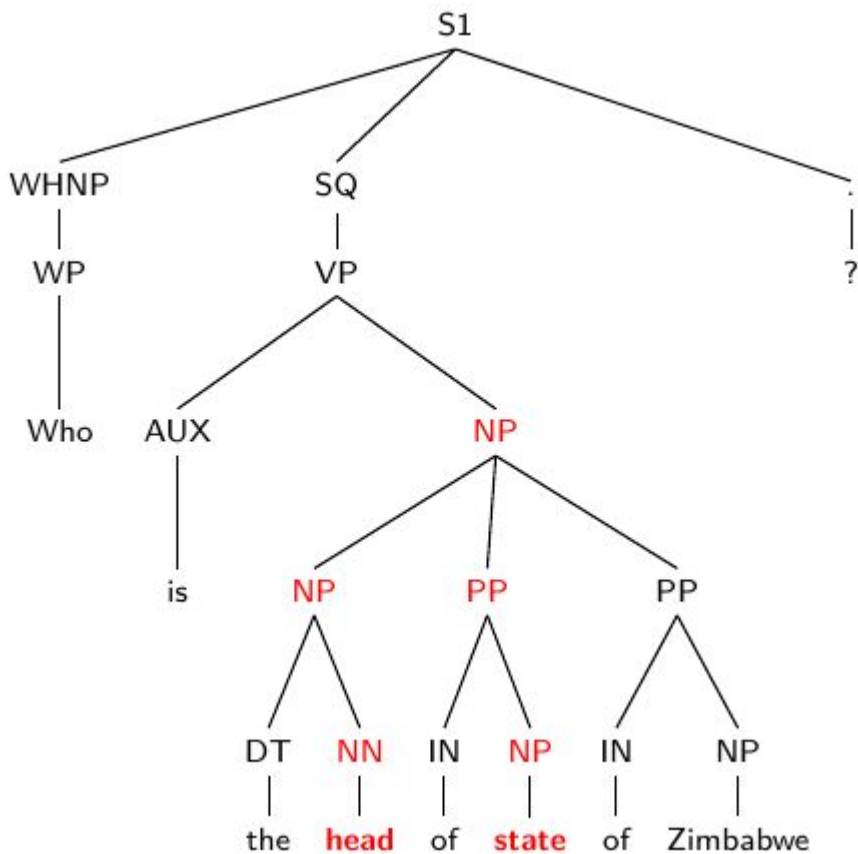 S1
WHNP SQ .
WP VP ?
Who AUX NP
is NP PP PP
DT NN IN NP IN NP
the head of state of Zimbabwe